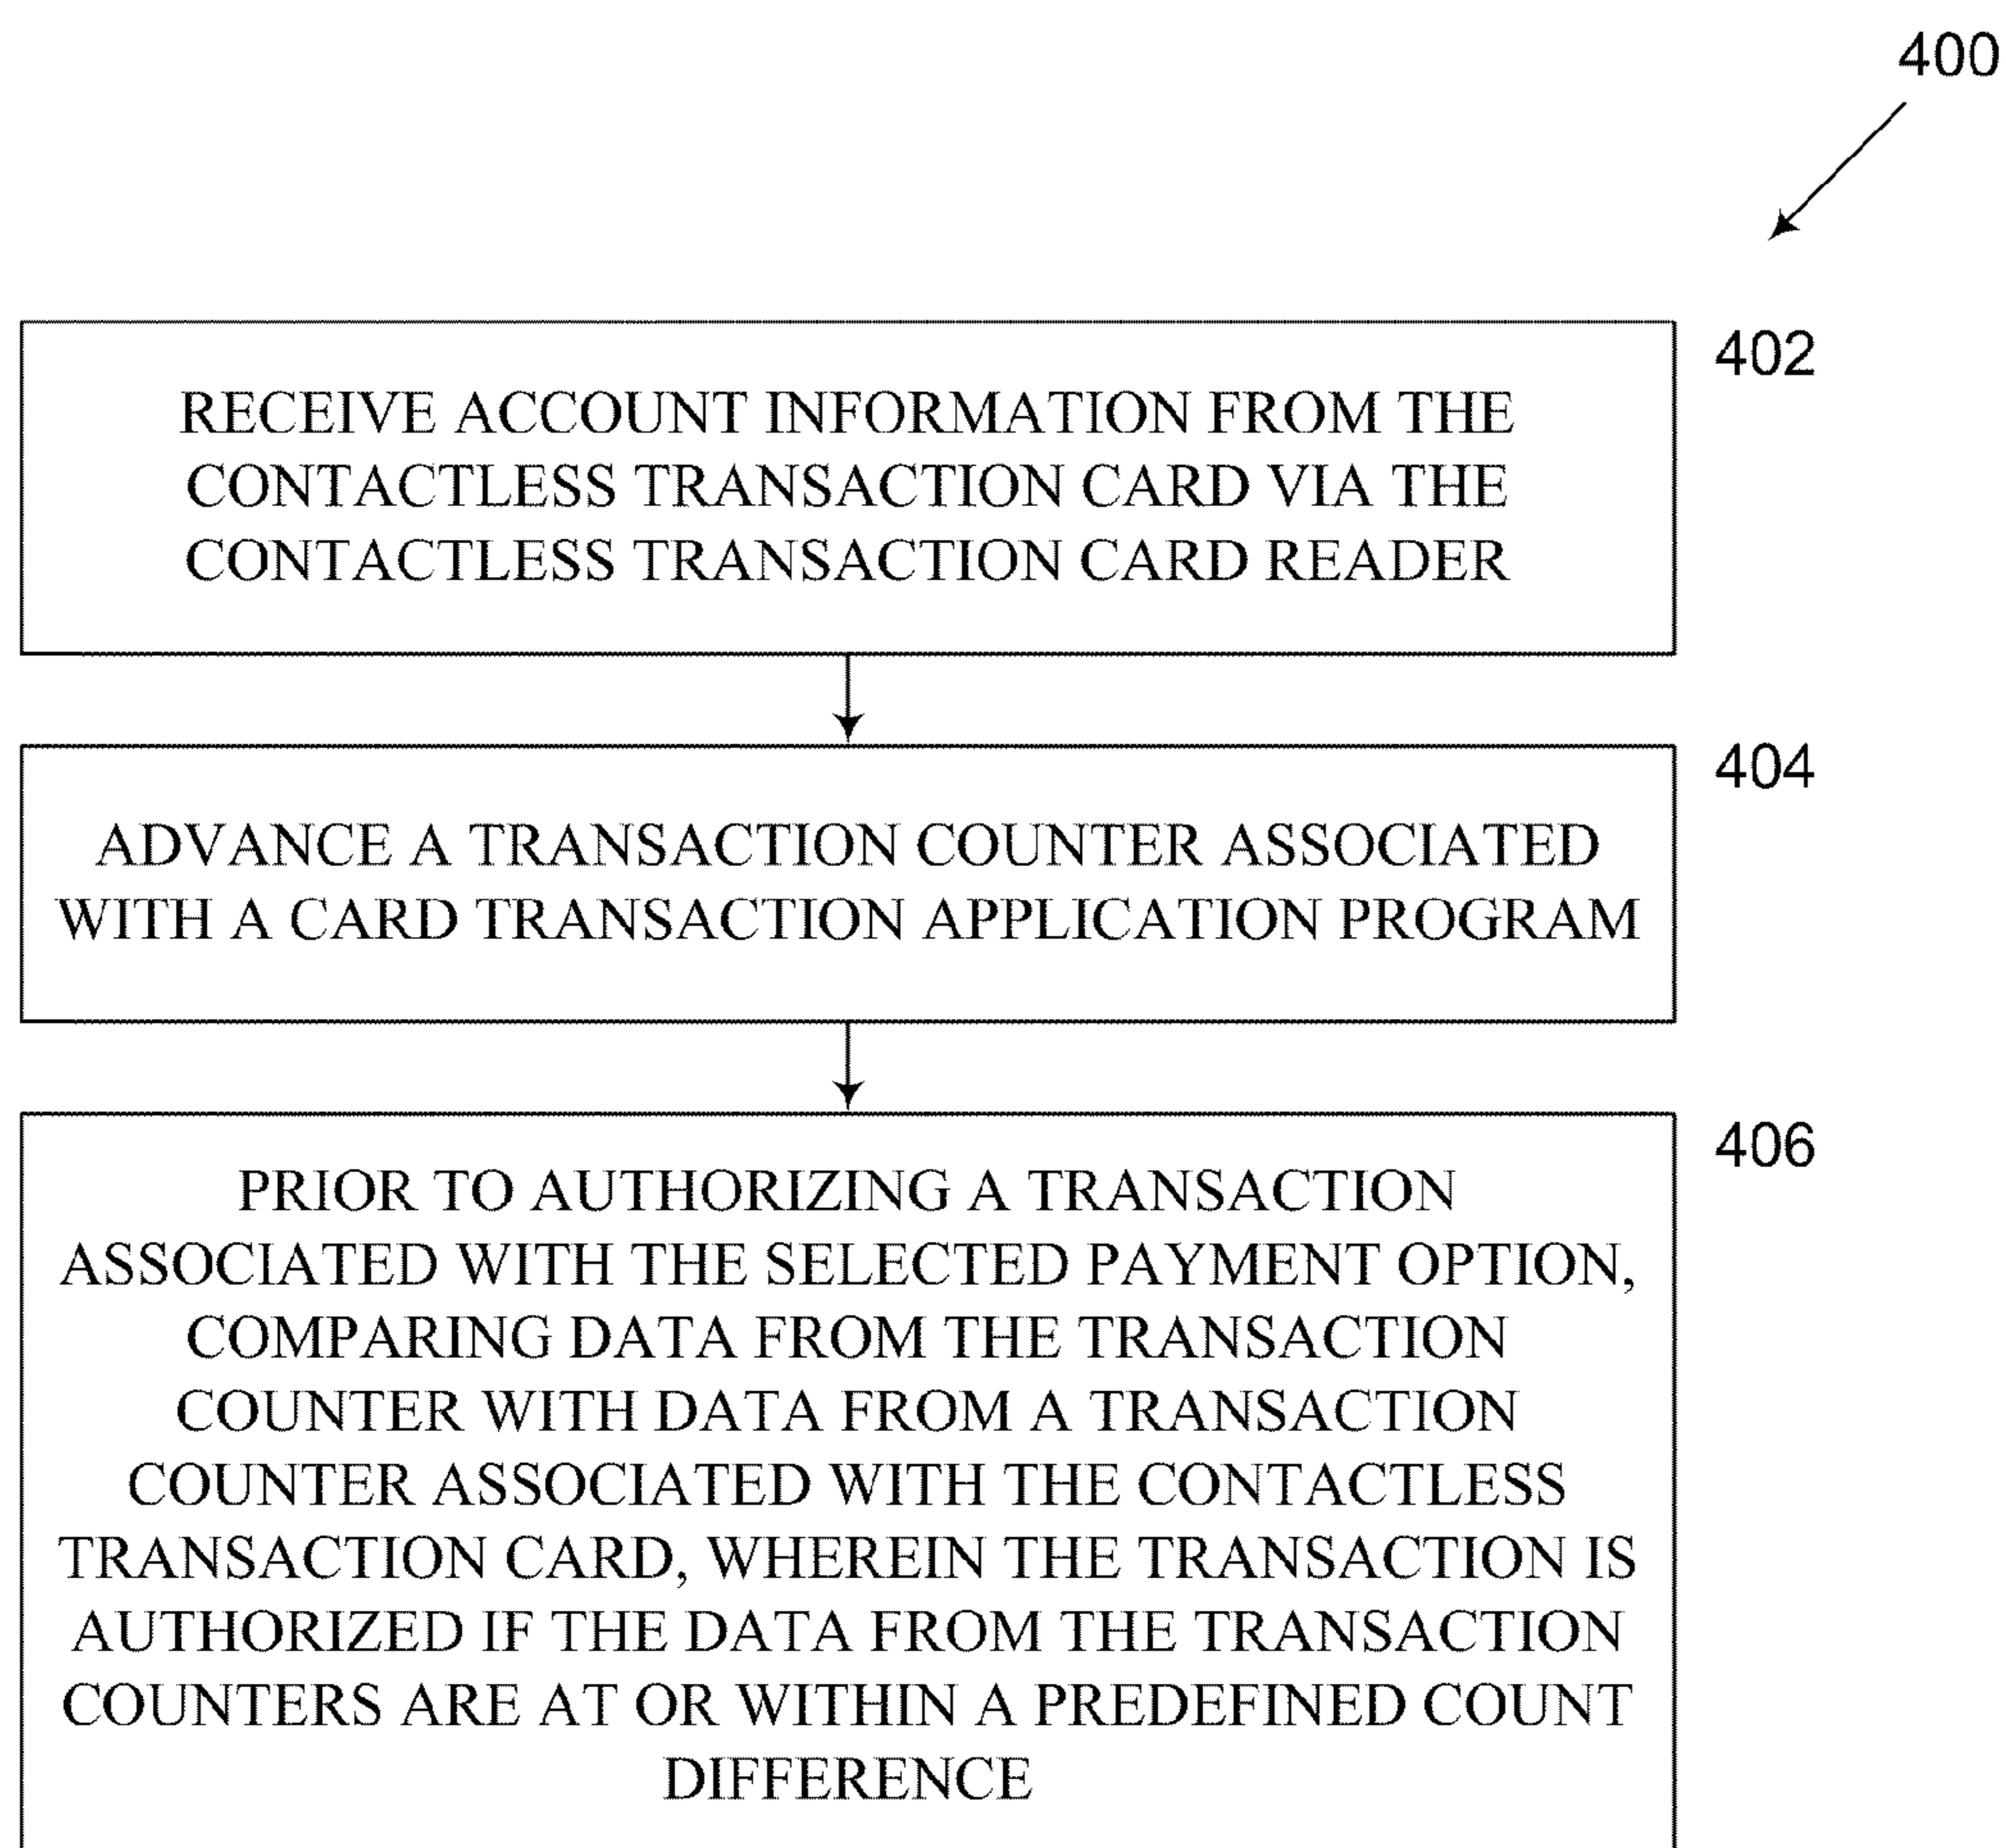 400
402
RECEIVE ACCOUNT INFORMATION FROM THE
CONTACTLESS TRANSACTION CARD VIA THE
CONTACTLESS TRANSACTION CARD READER
404
ADVANCE A TRANSACTION COUNTER ASSOCIATED
WITH A CARD TRANSACTION APPLICATION PROGRAM
406
PRIOR TO AUTHORIZING A TRANSACTION
ASSOCIATED WITH THE SELECTED PAYMENT OPTION,
COMPARING DATA FROM THE TRANSACTION
COUNTER WITH DATA FROM A TRANSACTION
COUNTER ASSOCIATED WITH THE CONTACTLESS
TRANSACTION CARD, WHEREIN THE TRANSACTION IS
AUTHORIZED IF THE DATA FROM THE TRANSACTION
COUNTERS ARE AT OR WITHIN A PREDEFINED COUNT
DIFFERENCE